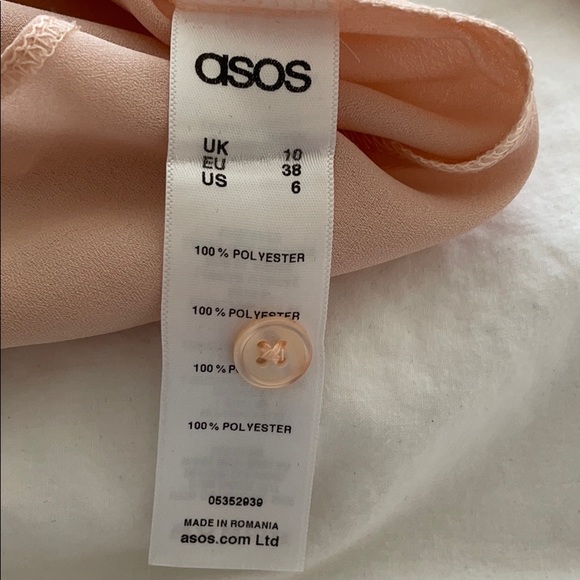 asos
UK 10
EU 38
US 6
100% POLYESTER
100% POLYESTER
100% P
100% POLYESTER
05352939
MADE IN ROMANIA
asos.com Ltd